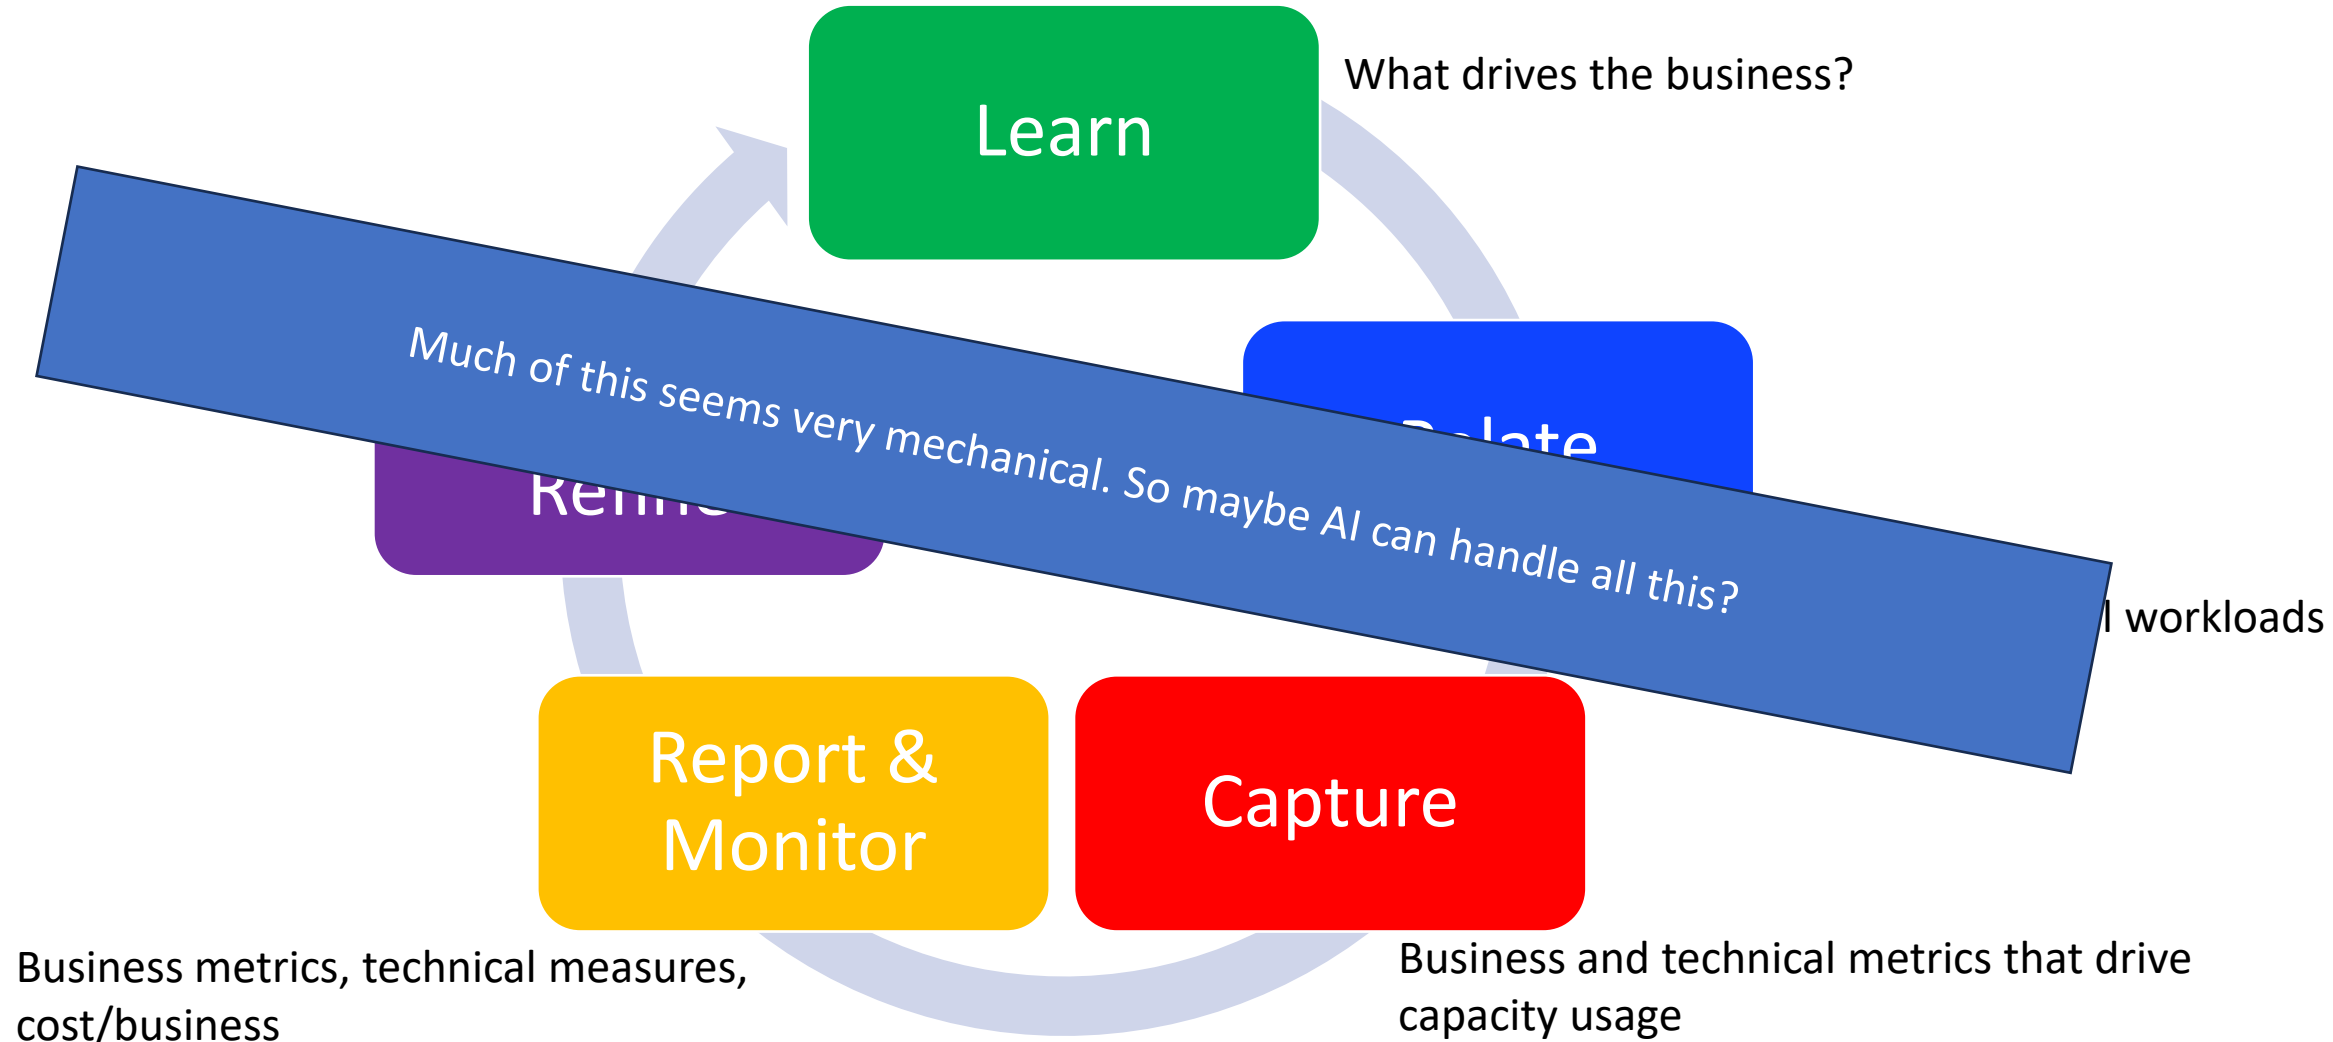 Learn
What drives the business?
Much of this seems very mechanical. So maybe AI can handle all this?
workloads
Report &
Monitor
Capture
Business metrics, technical measures,
cost/business
Business and technical metrics that drive
capacity usage